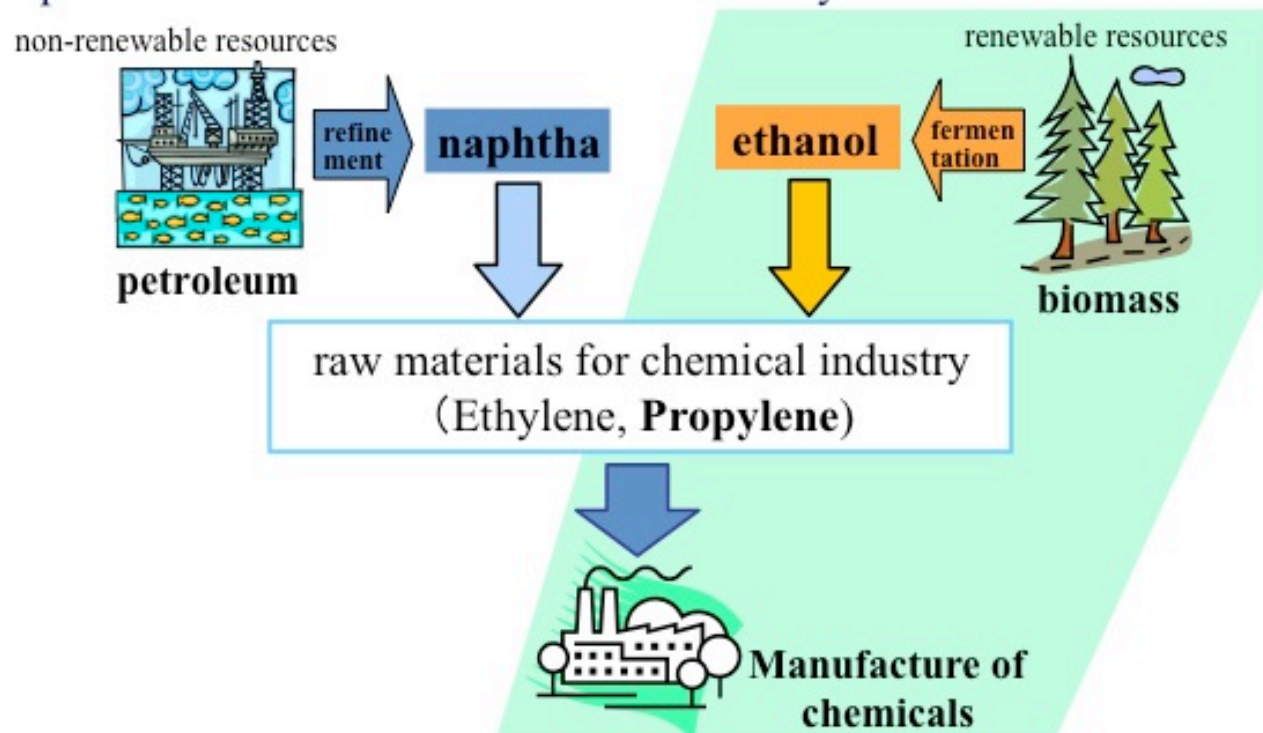 non-renewable resources
renewable resources
refine
ment
naphtha
ethanol
fermen
tation
petroleum
biomass
raw materials for chemical industry
(Ethylene, Propylene)
Manufacture of
chemicals